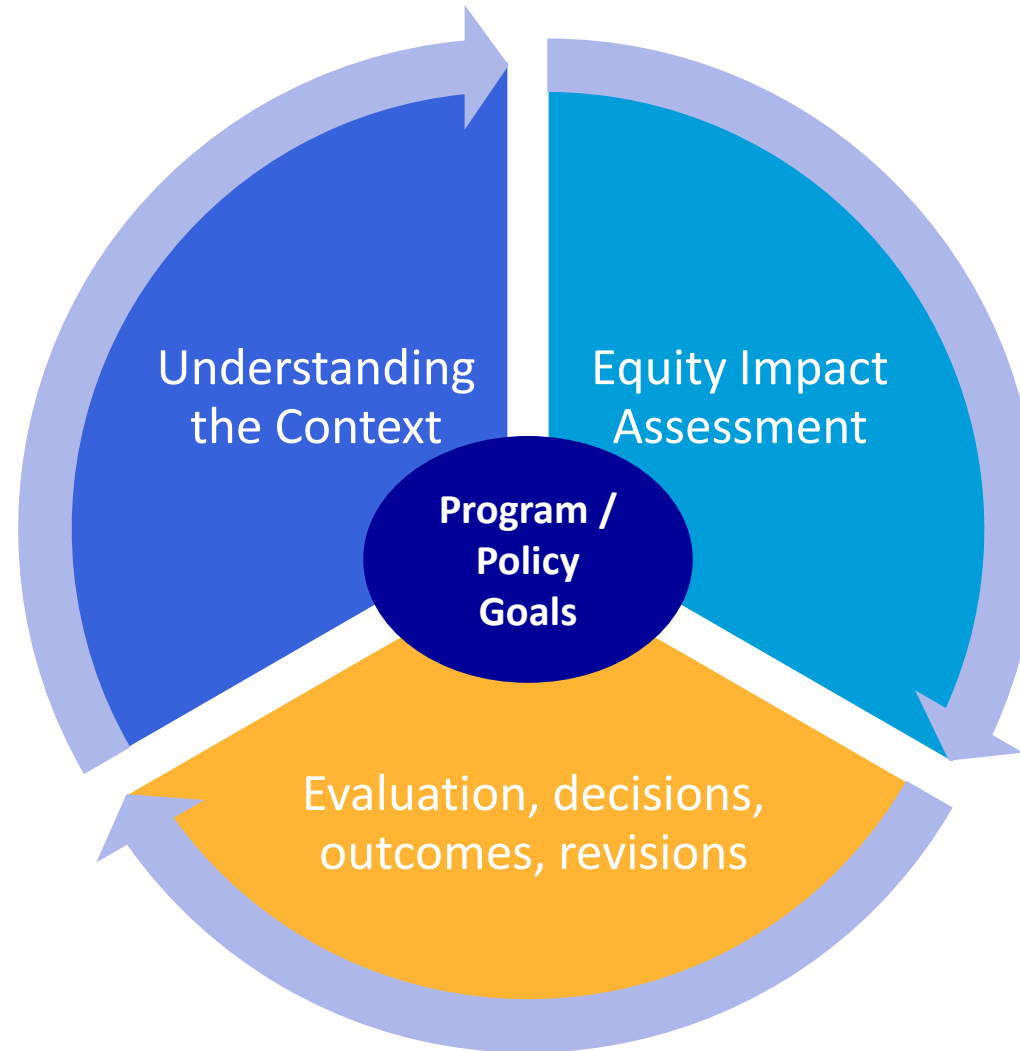 Understanding
the Context
Equity Impact
Assessment
Program /
Policy
Goals
Evaluation, decisions,
outcomes, revisions